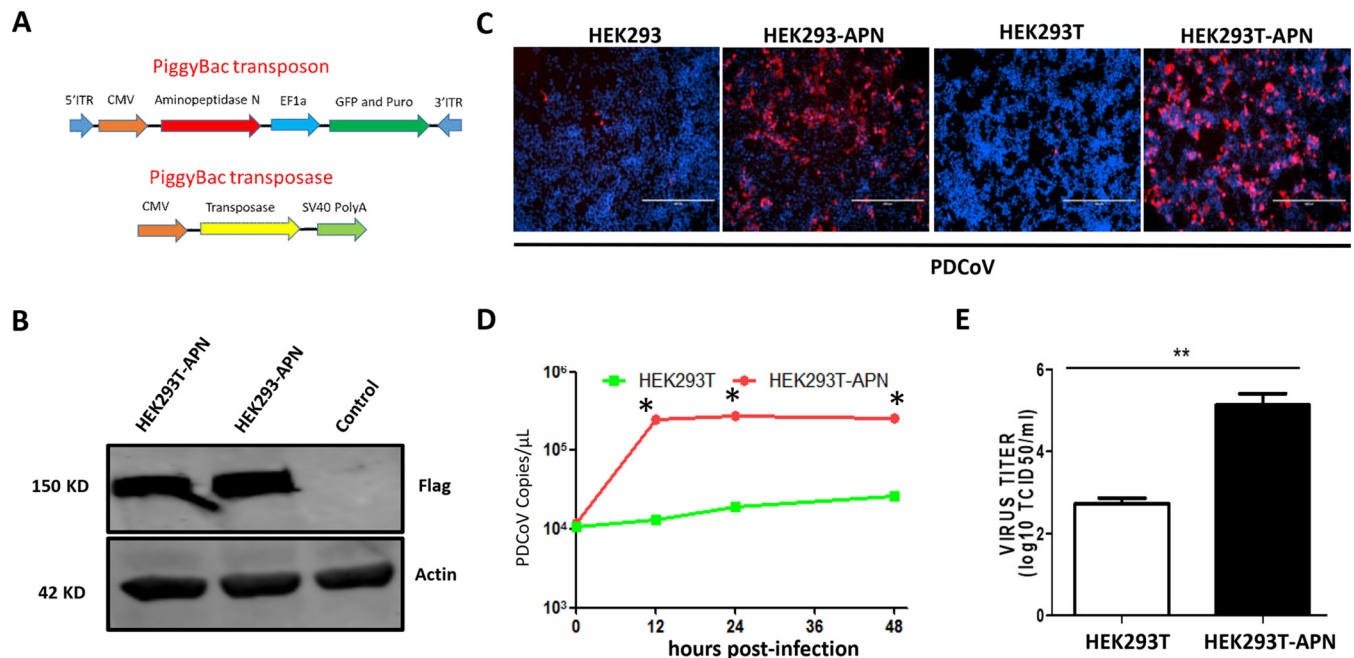 A
PiggyBac transposon
5'ITR CMV Aminopeptidase N EF1a GFP and Puro 3'ITR
PiggyBac transposase
CMV Transposase SV40 PolyA
B
HEK293T-APN HEK293-APN Control
150 KD Flag
42 KD Actin
C
HEK293 HEK293-APN HEK293T HEK293T-APN
PDCoV
D
10⁶
HEK293T HEK293T-APN
* * *
10⁵
10⁴
10³
PDCoV Copies/μL
0 12 24 36 48
hours post-infection
E
**
6
4
2
0
VIRUS TITER
(log10 TCID50/ml)
HEK293T HEK293T-APN